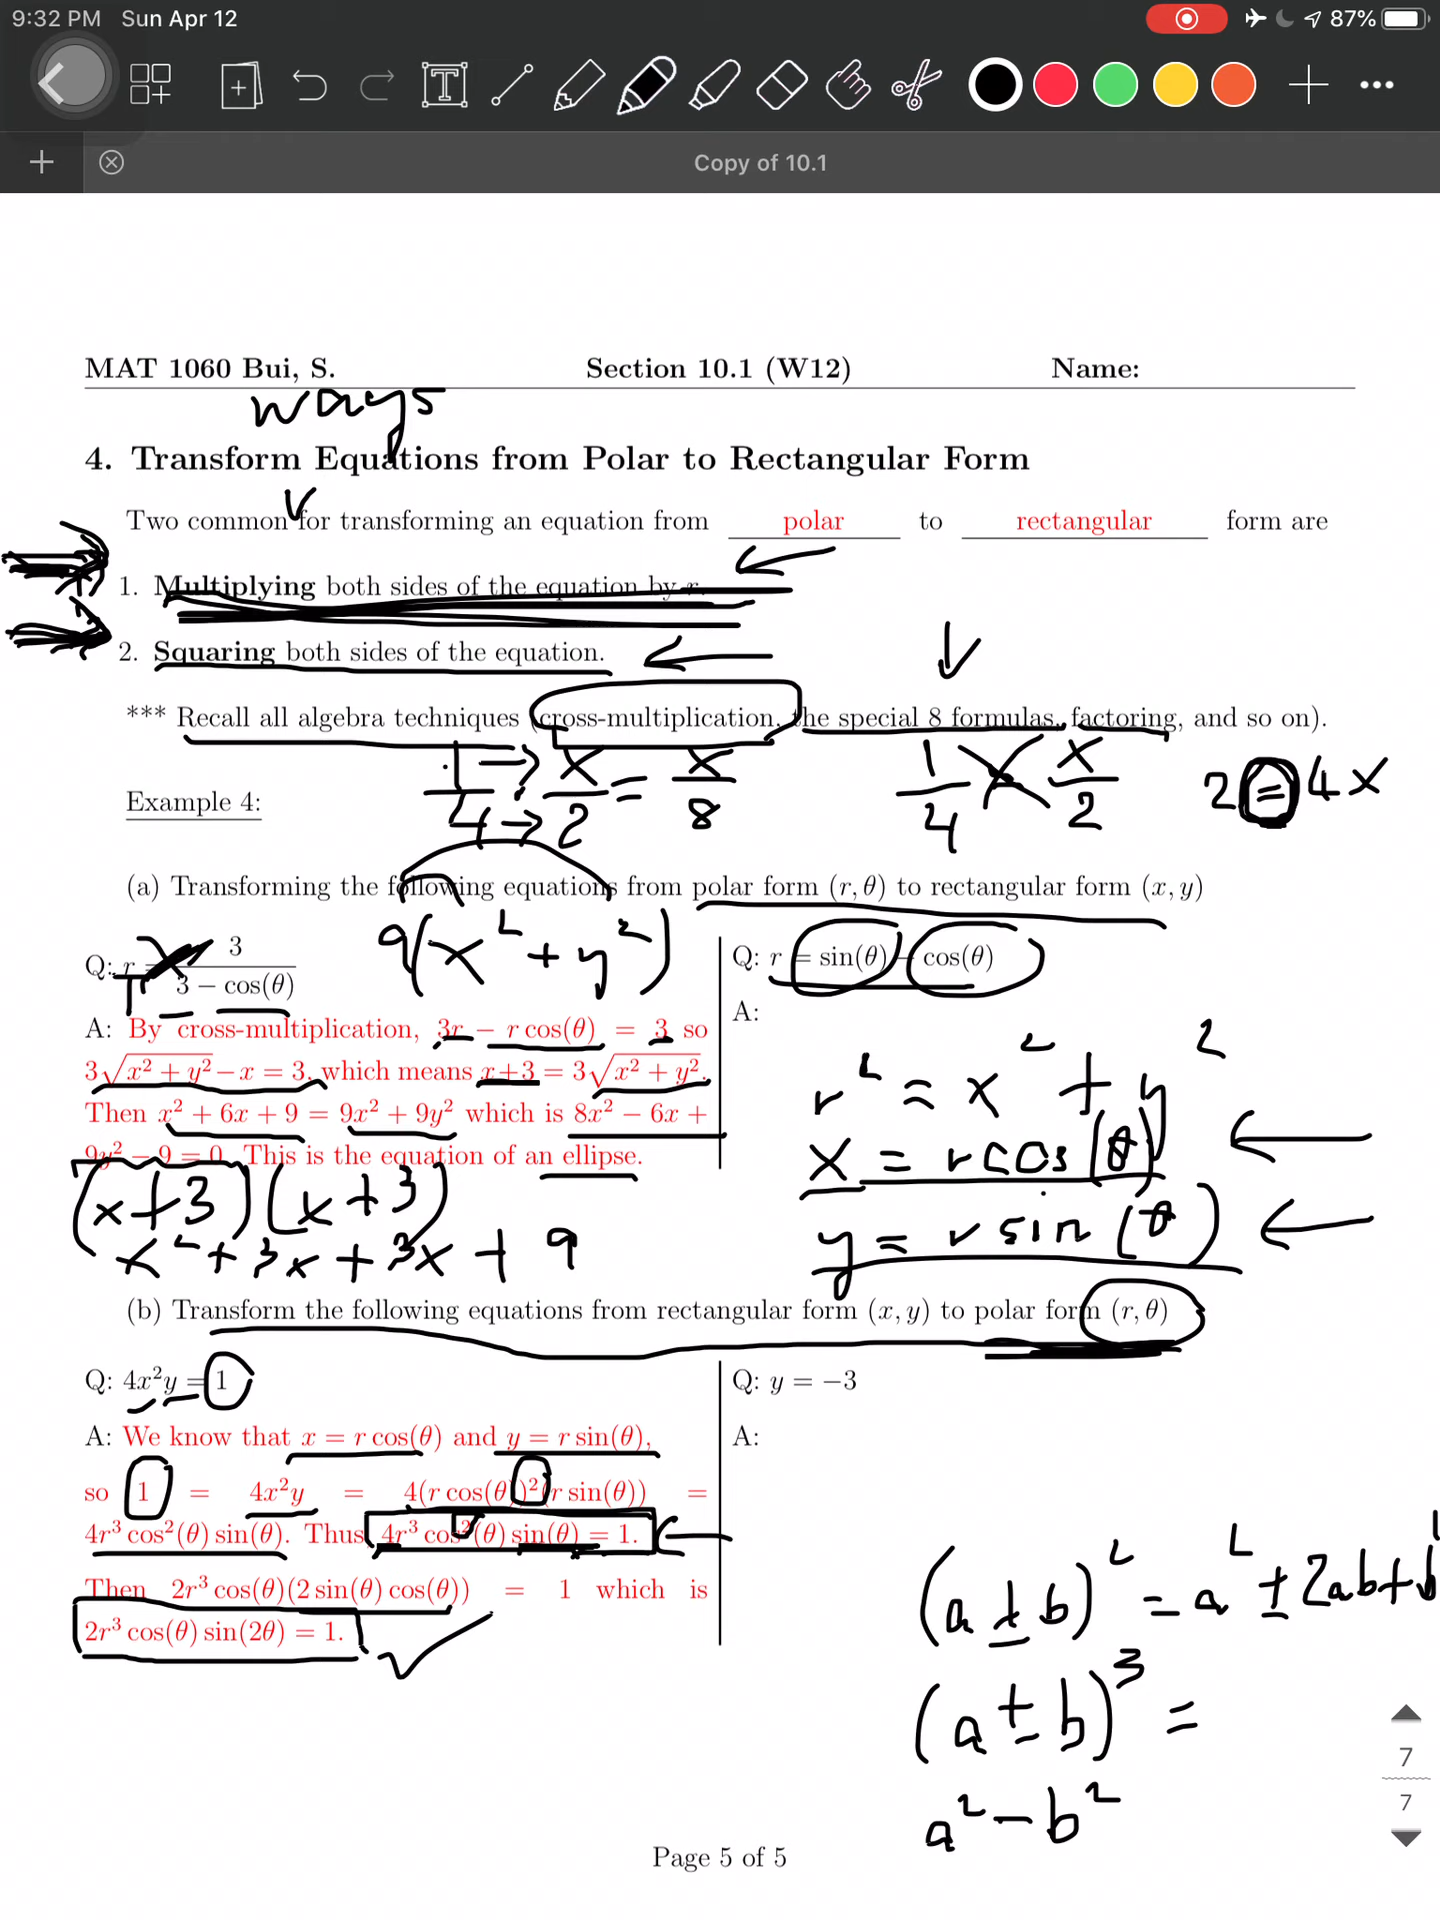 9:32 PM Sun Apr 12 87%
Copy of 10.1
MAT 1060 Bui, S. Section 10.1 (W12) Name:
ways
4. Transform Equations from Polar to Rectangular Form
Two common for transforming an equation from polar to rectangular form are
1. Multiplying both sides of the equation by r.
2. Squaring both sides of the equation.
*** Recall all algebra techniques (cross-multiplication, the special 8 formulas, factoring, and so on).
1/4 → x/2 = x/8
1/4 x/2 2 = 4x
Example 4:
(a) Transforming the following equations from polar form (r, θ) to rectangular form (x, y)
Q: r = 3/(3 − cos(θ))
9(x² + y²)
A: By cross-multiplication, 3r − r cos(θ) = 3 so
3√(x² + y²) − x = 3, which means x+3 = 3√(x² + y²).
Then x² + 6x + 9 = 9x² + 9y² which is 8x² − 6x +
9y² − 9 = 0. This is the equation of an ellipse.
(x+3)(x+3)
x² + 3x + 3x + 9
Q: r = sin(θ) − cos(θ)
A:
r² = x² + y²
x = r cos(θ)
y = r sin(θ)
(b) Transform the following equations from rectangular form (x, y) to polar form (r, θ)
Q: 4x²y = 1
A: We know that x = r cos(θ) and y = r sin(θ),
so 1 = 4x²y = 4(r cos(θ))²(r sin(θ)) =
4r³ cos²(θ) sin(θ). Thus 4r³ cos²(θ) sin(θ) = 1.
Then 2r³ cos(θ)(2 sin(θ) cos(θ)) = 1 which is
2r³ cos(θ) sin(2θ) = 1.
Q: y = −3
A:
(a ± b)² = a² ± 2ab + b
(a ± b)³ =
a² − b²
7
7
Page 5 of 5